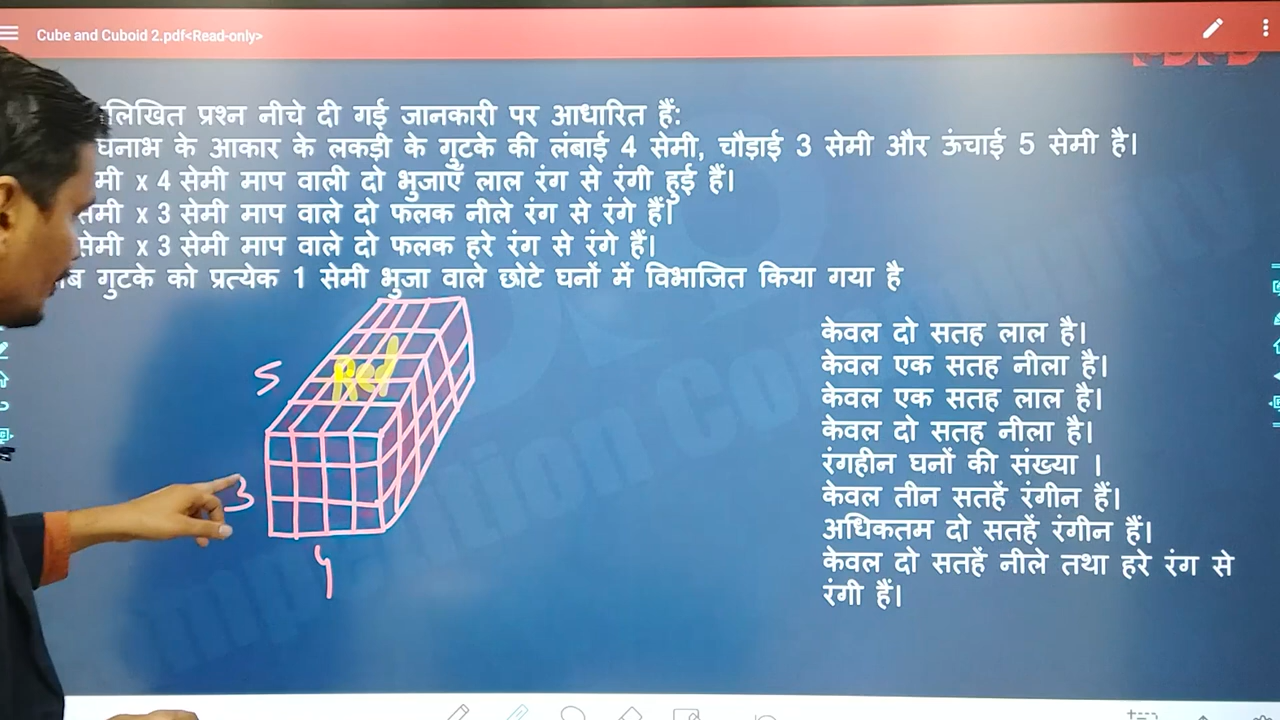 Cube and Cuboid 2.pdf<Read-only>
लिखित प्रश्न नीचे दी गई जानकारी पर आधारित हैं:
घनाभ के आकार के लकड़ी के गुटके की लंबाई 4 सेमी, चौड़ाई 3 सेमी और ऊंचाई 5 सेमी है।
मी x 4 सेमी माप वाली दो भुजाएँ लाल रंग से रंगी हुई हैं।
सेमी x 3 सेमी माप वाले दो फलक नीले रंग से रंगे हैं।
सेमी x 3 सेमी माप वाले दो फलक हरे रंग से रंगे हैं।
ब गुटके को प्रत्येक 1 सेमी भुजा वाले छोटे घनों में विभाजित किया गया है
केवल दो सतह लाल है।
केवल एक सतह नीला है।
केवल एक सतह लाल है।
केवल दो सतह नीला है।
रंगहीन घनों की संख्या ।
केवल तीन सतहें रंगीन हैं।
अधिकतम दो सतहें रंगीन हैं।
केवल दो सतहें नीले तथा हरे रंग से
रंगी हैं।
Red
5
3
4